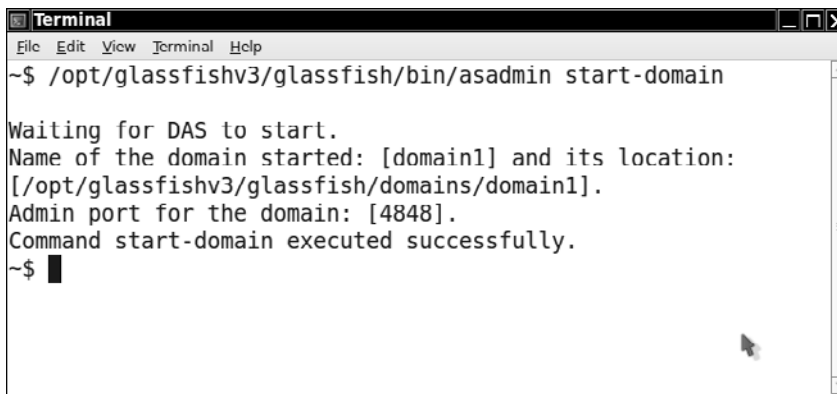 Terminal
File Edit View Terminal Help
~$ /opt/glassfishv3/glassfish/bin/asadmin start-domain
Waiting for DAS to start.
Name of the domain started: [domain1] and its location:
[/opt/glassfishv3/glassfish/domains/domain1].
Admin port for the domain: [4848].
Command start-domain executed successfully.
~$